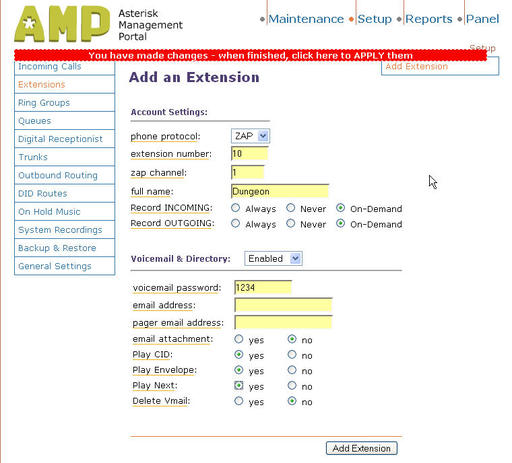 AMP
Asterisk
Management
Portal
Maintenance Setup Reports Panel
Setup
You have made changes - when finished, click here to APPLY them
Incoming Calls
Add Extension
Extensions
Ring Groups
Queues
Digital Receptionist
Trunks
Outbound Routing
DID Routes
On Hold Music
System Recordings
Backup & Restore
General Settings
Add an Extension
Account Settings:
phone protocol: ZAP
extension number: 10
zap channel: 1
full name: Dungeon
Record INCOMING: Always Never On-Demand
Record OUTGOING: Always Never On-Demand
Voicemail & Directory: Enabled
voicemail password: 1234
email address:
pager email address:
email attachment: yes no
Play CID: yes no
Play Envelope: yes no
Play Next: yes no
Delete Vmail: yes no
Add Extension